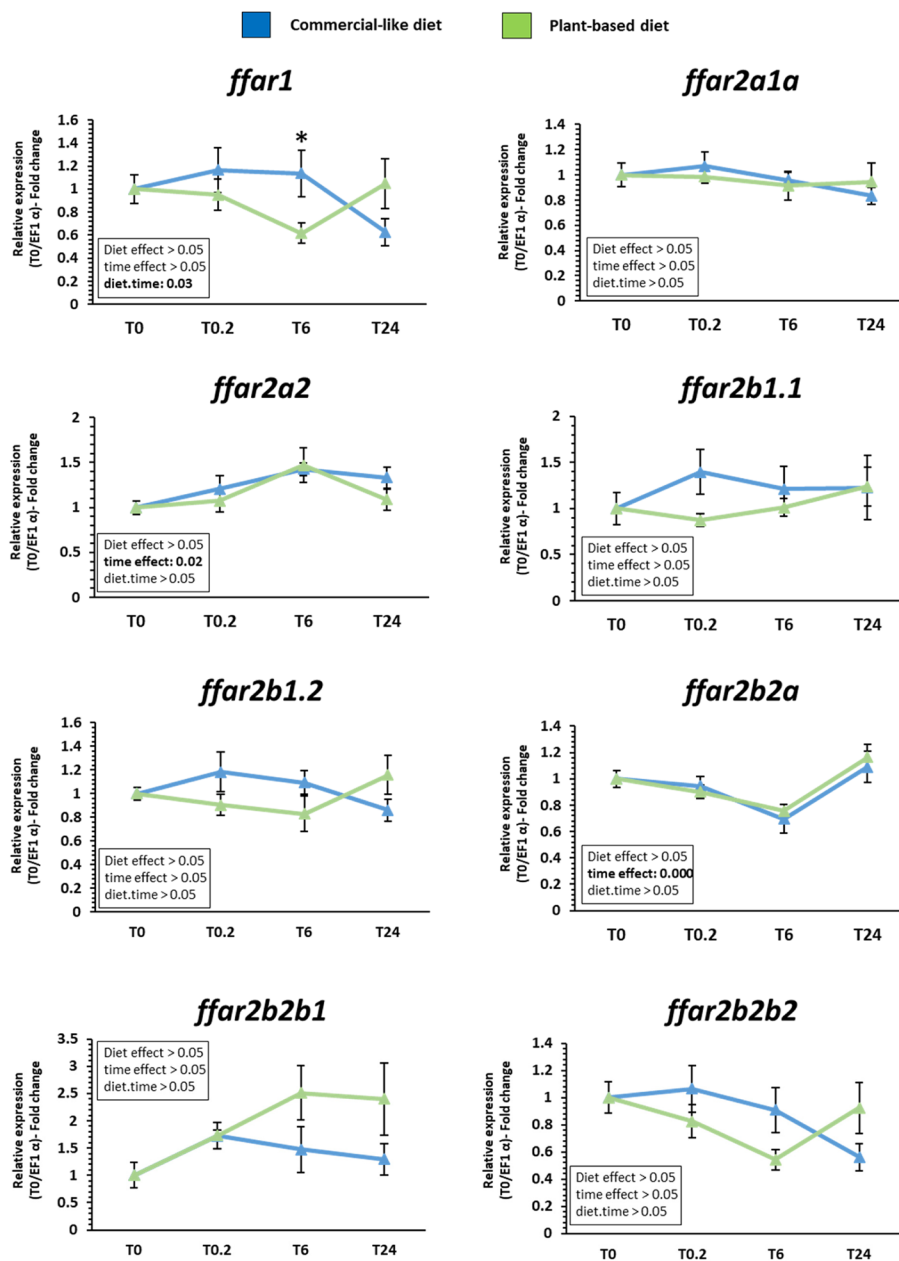 Commercial-like diet
Plant-based diet
ffar1
Relative expression
(T0/EF1 α)- Fold change
1.6
1.4
1.2
1
0.8
0.6
0.4
0.2
0
*
Diet effect > 0.05
time effect > 0.05
diet.time: 0.03
T0
T0.2
T6
T24
ffar2a1a
Relative expression
(T0/EF1 α)- Fold change
1.4
1.2
1
0.8
0.6
0.4
0.2
0
Diet effect > 0.05
time effect > 0.05
diet.time > 0.05
T0
T0.2
T6
T24
ffar2a2
Relative expression
(T0/EF1 α)- Fold change
2
1.5
1
0.5
0
Diet effect > 0.05
time effect: 0.02
diet.time > 0.05
T0
T0.2
T6
T24
ffar2b1.1
Relative expression
(T0/EF1 α)- Fold change
2
1.5
1
0.5
0
Diet effect > 0.05
time effect > 0.05
diet.time > 0.05
T0
T0.2
T6
T24
ffar2b1.2
Relative expression
(T0/EF1 α)- Fold change
1.6
1.4
1.2
1
0.8
0.6
0.4
0.2
0
Diet effect > 0.05
time effect > 0.05
diet.time > 0.05
T0
T0.2
T6
T24
ffar2b2a
Relative expression
(T0/EF1 α)- Fold change
1.4
1.2
1
0.8
0.6
0.4
0.2
0
Diet effect > 0.05
time effect: 0.000
diet.time > 0.05
T0
T0.2
T6
T24
ffar2b2b1
Relative expression
(T0/EF1 α)- Fold change
3.5
3
2.5
2
1.5
1
0.5
0
Diet effect > 0.05
time effect > 0.05
diet.time > 0.05
T0
T0.2
T6
T24
ffar2b2b2
Relative expression
(T0/EF1 α)- Fold change
1.4
1.2
1
0.8
0.6
0.4
0.2
0
Diet effect > 0.05
time effect > 0.05
diet.time > 0.05
T0
T0.2
T6
T24